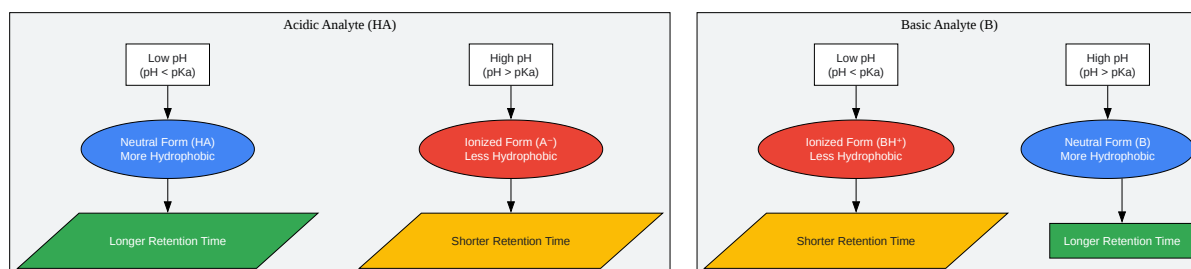 Acidic Analyte (HA)
Low pH
(pH < pKa)
Neutral Form (HA)
More Hydrophobic
Longer Retention Time
High pH
(pH > pKa)
Ionized Form (A⁻)
Less Hydrophobic
Shorter Retention Time
Basic Analyte (B)
Low pH
(pH < pKa)
Ionized Form (BH⁺)
Less Hydrophobic
Shorter Retention Time
High pH
(pH > pKa)
Neutral Form (B)
More Hydrophobic
Longer Retention Time